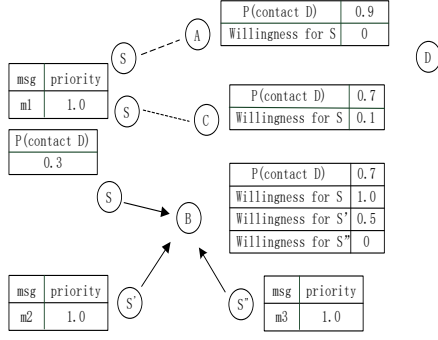 P(contact D) 0.9
A
Willingness for S 0
S
D
msg priority
m1 1.0
S
C
P(contact D) 0.7
Willingness for S 0.1
P(contact D)
0.3
S
B
P(contact D) 0.7
Willingness for S 1.0
Willingness for S' 0.5
Willingness for S" 0
msg priority
m2 1.0
S'
S"
msg priority
m3 1.0